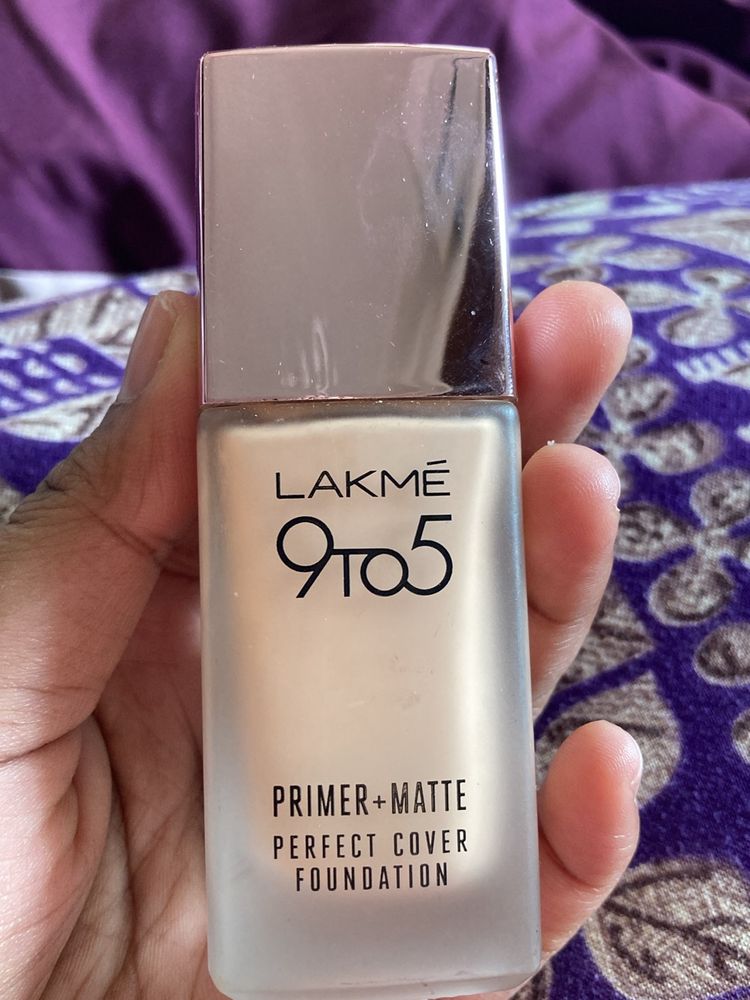 LAKMÉ
9TO5
PRIMER+MATTE
PERFECT COVER
FOUNDATION